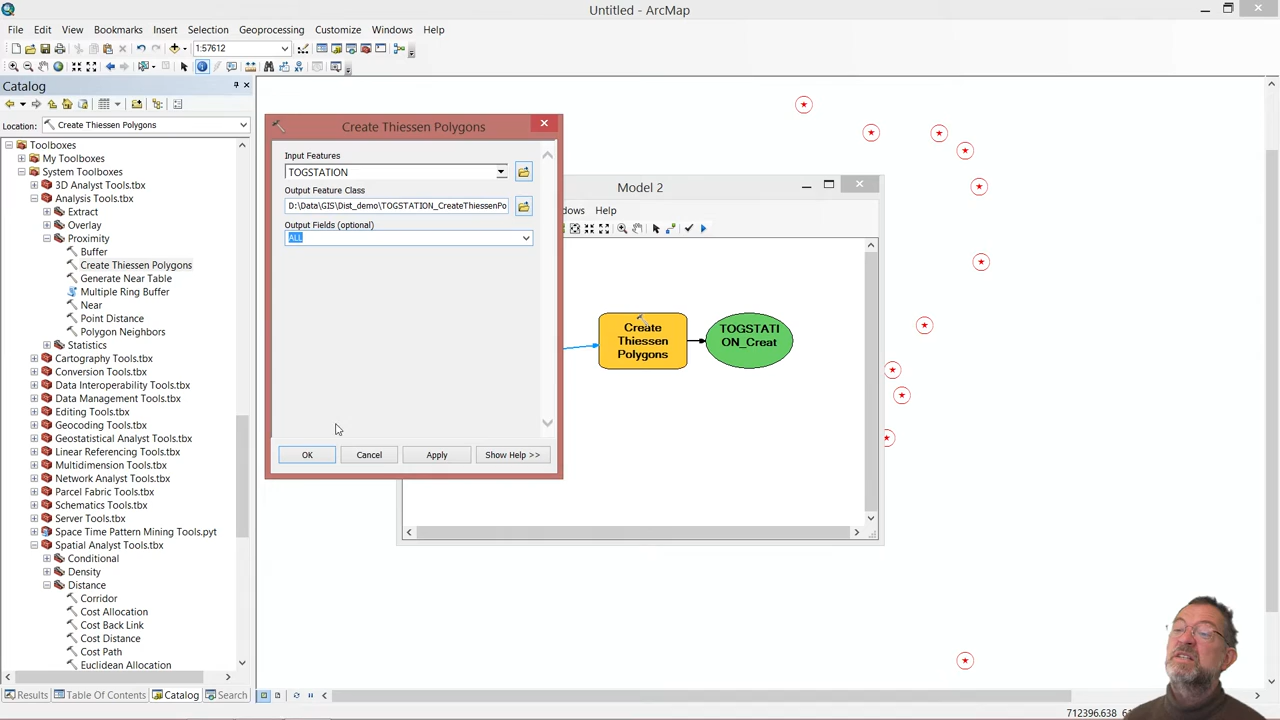 Untitled - ArcMap
File Edit View Bookmarks Insert Selection Geoprocessing Customize Windows Help
1:57612
Catalog
Location: Create Thiessen Polygons
Toolboxes
My Toolboxes
System Toolboxes
3D Analyst Tools.tbx
Analysis Tools.tbx
Extract
Overlay
Proximity
Buffer
Create Thiessen Polygons
Generate Near Table
Multiple Ring Buffer
Near
Point Distance
Polygon Neighbors
Statistics
Cartography Tools.tbx
Conversion Tools.tbx
Data Interoperability Tools.tbx
Data Management Tools.tbx
Editing Tools.tbx
Geocoding Tools.tbx
Geostatistical Analyst Tools.tbx
Linear Referencing Tools.tbx
Multidimension Tools.tbx
Network Analyst Tools.tbx
Parcel Fabric Tools.tbx
Schematics Tools.tbx
Server Tools.tbx
Space Time Pattern Mining Tools.pyt
Spatial Analyst Tools.tbx
Conditional
Density
Distance
Corridor
Cost Allocation
Cost Back Link
Cost Distance
Cost Path
Euclidean Allocation
Results Table Of Contents Catalog Search
Create Thiessen Polygons
Input Features
TOGSTATION
Output Feature Class
D:\Data\GIS\Dist_demo\TOGSTATION_CreateThiessenPo
Output Fields (optional)
ALL
OK Cancel Apply Show Help >>
Model 2
Help
Create
Thiessen
Polygons
TOGSTATI
ON_Creat
712396.638